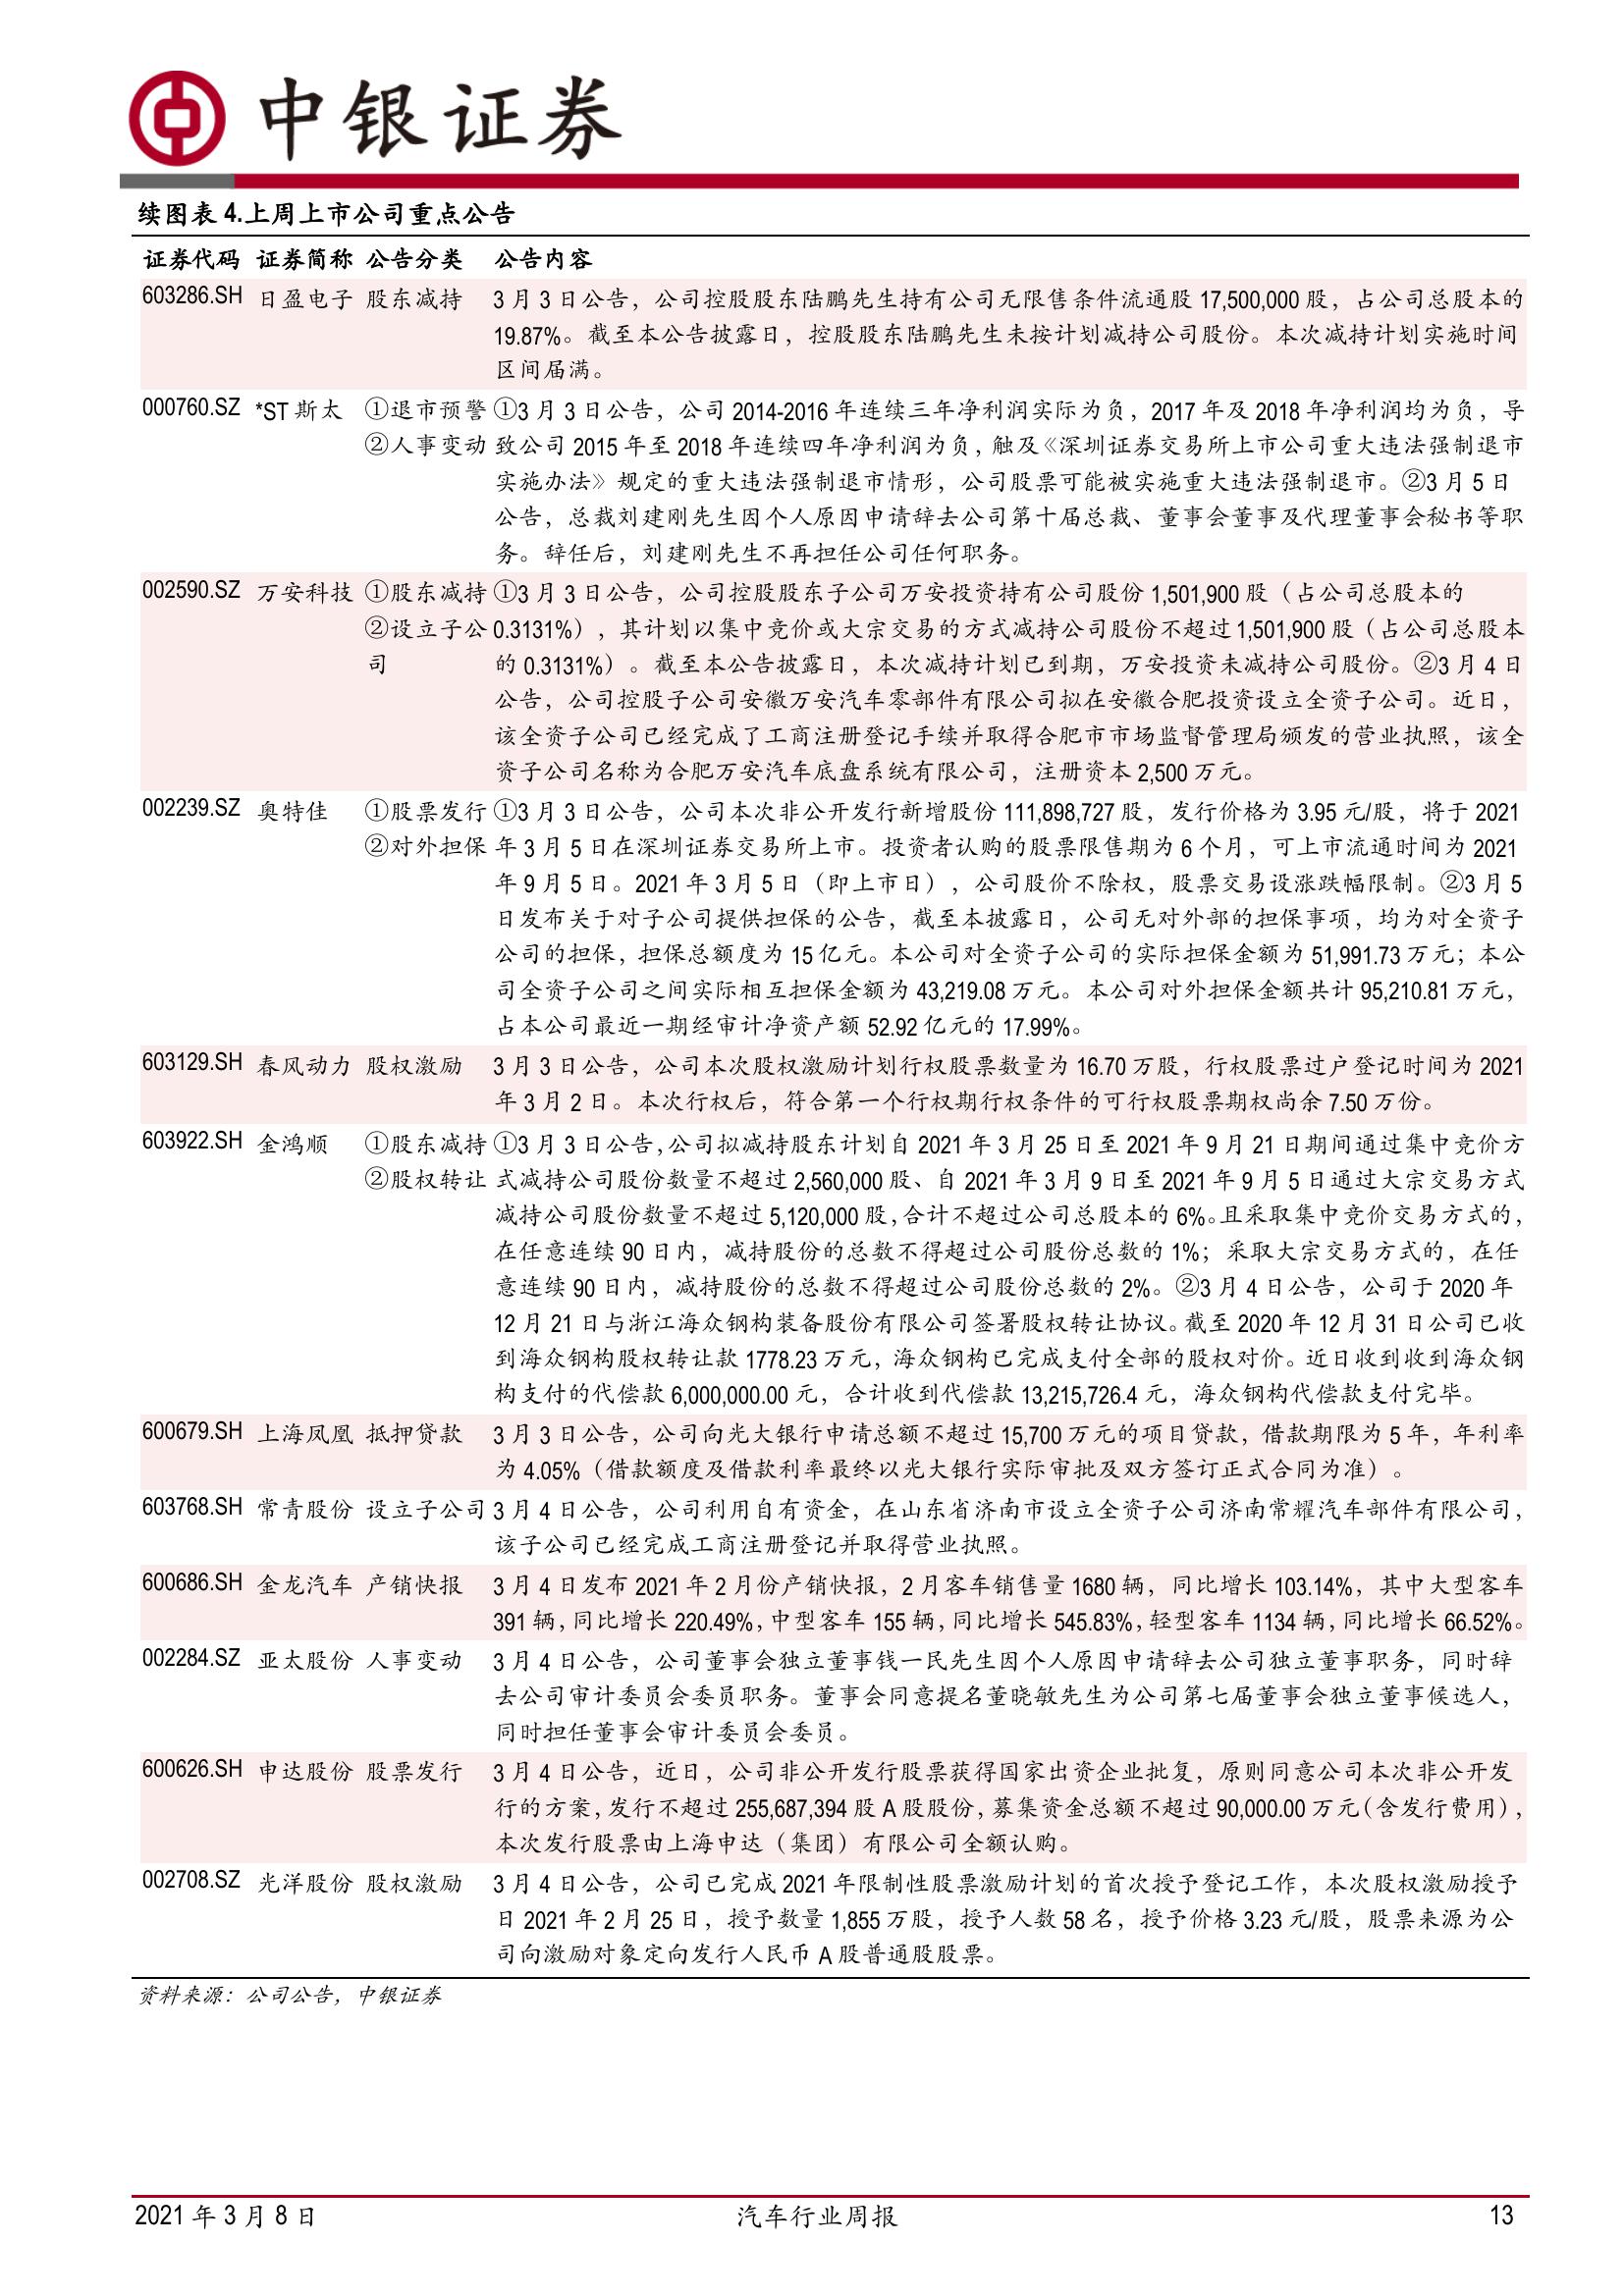 中银证券
续图表 4.上周上市公司重点公告
证券代码 证券简称 公告分类 公告内容
603286.SH 日盈电子 股东减持 3 月 3 日公告，公司控股股东陆鹏先生持有公司无限售条件流通股 17,500,000 股，占公司总股本的
19.87%。截至本公告披露日，控股股东陆鹏先生未按计划减持公司股份。本次减持计划实施时间
区间届满。
000760.SZ *ST 斯太 ①退市预警 ①3 月 3 日公告，公司 2014-2016 年连续三年净利润实际为负，2017 年及 2018 年净利润均为负，导
②人事变动 致公司 2015 年至 2018 年连续四年净利润为负，触及《深圳证券交易所上市公司重大违法强制退市
实施办法》规定的重大违法强制退市情形，公司股票可能被实施重大违法强制退市。②3 月 5 日
公告，总裁刘建刚先生因个人原因申请辞去公司第十届总裁、董事会董事及代理董事会秘书等职
务。辞任后，刘建刚先生不再担任公司任何职务。
002590.SZ 万安科技 ①股东减持 ①3 月 3 日公告，公司控股股东子公司万安投资持有公司股份 1,501,900 股（占公司总股本的
②设立子公 0.3131%），其计划以集中竞价或大宗交易的方式减持公司股份不超过 1,501,900 股（占公司总股本
司 的 0.3131%）。截至本公告披露日，本次减持计划已到期，万安投资未减持公司股份。②3 月 4 日
公告，公司控股子公司安徽万安汽车零部件有限公司拟在安徽合肥投资设立全资子公司。近日，
该全资子公司已经完成了工商注册登记手续并取得合肥市市场监督管理局颁发的营业执照，该全
资子公司名称为合肥万安汽车底盘系统有限公司，注册资本 2,500 万元。
002239.SZ 奥特佳 ①股票发行 ①3 月 3 日公告，公司本次非公开发行新增股份 111,898,727 股，发行价格为 3.95 元/股，将于 2021
②对外担保 年 3 月 5 日在深圳证券交易所上市。投资者认购的股票限售期为 6 个月，可上市流通时间为 2021
年 9 月 5 日。2021 年 3 月 5 日（即上市日），公司股价不除权，股票交易设涨跌幅限制。②3 月 5
日发布关于对子公司提供担保的公告，截至本披露日，公司无对外部的担保事项，均为对全资子
公司的担保，担保总额度为 15 亿元。本公司对全资子公司的实际担保金额为 51,991.73 万元；本公
司全资子公司之间实际相互担保金额为 43,219.08 万元。本公司对外担保金额共计 95,210.81 万元，
占本公司最近一期经审计净资产额 52.92 亿元的 17.99%。
603129.SH 春风动力 股权激励 3 月 3 日公告，公司本次股权激励计划行权股票数量为 16.70 万股，行权股票过户登记时间为 2021
年 3 月 2 日。本次行权后，符合第一个行权期行权条件的可行权股票期权尚余 7.50 万份。
603922.SH 金鸿顺 ①股东减持 ①3 月 3 日公告，公司拟减持股东计划自 2021 年 3 月 25 日至 2021 年 9 月 21 日期间通过集中竞价方
②股权转让 式减持公司股份数量不超过 2,560,000 股、自 2021 年 3 月 9 日至 2021 年 9 月 5 日通过大宗交易方式
减持公司股份数量不超过 5,120,000 股，合计不超过公司总股本的 6%。且采取集中竞价交易方式的，
在任意连续 90 日内，减持股份的总数不得超过公司股份总数的 1%；采取大宗交易方式的，在任
意连续 90 日内，减持股份的总数不得超过公司股份总数的 2%。②3 月 4 日公告，公司于 2020 年
12 月 21 日与浙江海众钢构装备股份有限公司签署股权转让协议。截至 2020 年 12 月 31 日公司已收
到海众钢构股权转让款 1778.23 万元，海众钢构已完成支付全部的股权对价。近日收到收到海众钢
构支付的代偿款 6,000,000.00 元，合计收到代偿款 13,215,726.4 元，海众钢构代偿款支付完毕。
600679.SH 上海凤凰 抵押贷款 3 月 3 日公告，公司向光大银行申请总额不超过 15,700 万元的项目贷款，借款期限为 5 年，年利率
为 4.05%（借款额度及借款利率最终以光大银行实际审批及双方签订正式合同为准）。
603768.SH 常青股份 设立子公司 3 月 4 日公告，公司利用自有资金，在山东省济南市设立全资子公司济南常耀汽车部件有限公司，
该子公司已经完成工商注册登记并取得营业执照。
600686.SH 金龙汽车 产销快报 3 月 4 日发布 2021 年 2 月份产销快报，2 月客车销售量 1680 辆，同比增长 103.14%，其中大型客车
391 辆，同比增长 220.49%，中型客车 155 辆，同比增长 545.83%，轻型客车 1134 辆，同比增长 66.52%。
002284.SZ 亚太股份 人事变动 3 月 4 日公告，公司董事会独立董事钱一民先生因个人原因申请辞去公司独立董事职务，同时辞
去公司审计委员会委员职务。董事会同意提名董晓敏先生为公司第七届董事会独立董事候选人，
同时担任董事会审计委员会委员。
600626.SH 申达股份 股票发行 3 月 4 日公告，近日，公司非公开发行股票获得国家出资企业批复，原则同意公司本次非公开发
行的方案，发行不超过 255,687,394 股 A 股股份，募集资金总额不超过 90,000.00 万元（含发行费用），
本次发行股票由上海申达（集团）有限公司全额认购。
002708.SZ 光洋股份 股权激励 3 月 4 日公告，公司已完成 2021 年限制性股票激励计划的首次授予登记工作，本次股权激励授予
日 2021 年 2 月 25 日，授予数量 1,855 万股，授予人数 58 名，授予价格 3.23 元/股，股票来源为公
司向激励对象定向发行人民币 A 股普通股股票。
资料来源：公司公告，中银证券
2021 年 3 月 8 日 汽车行业周报 13